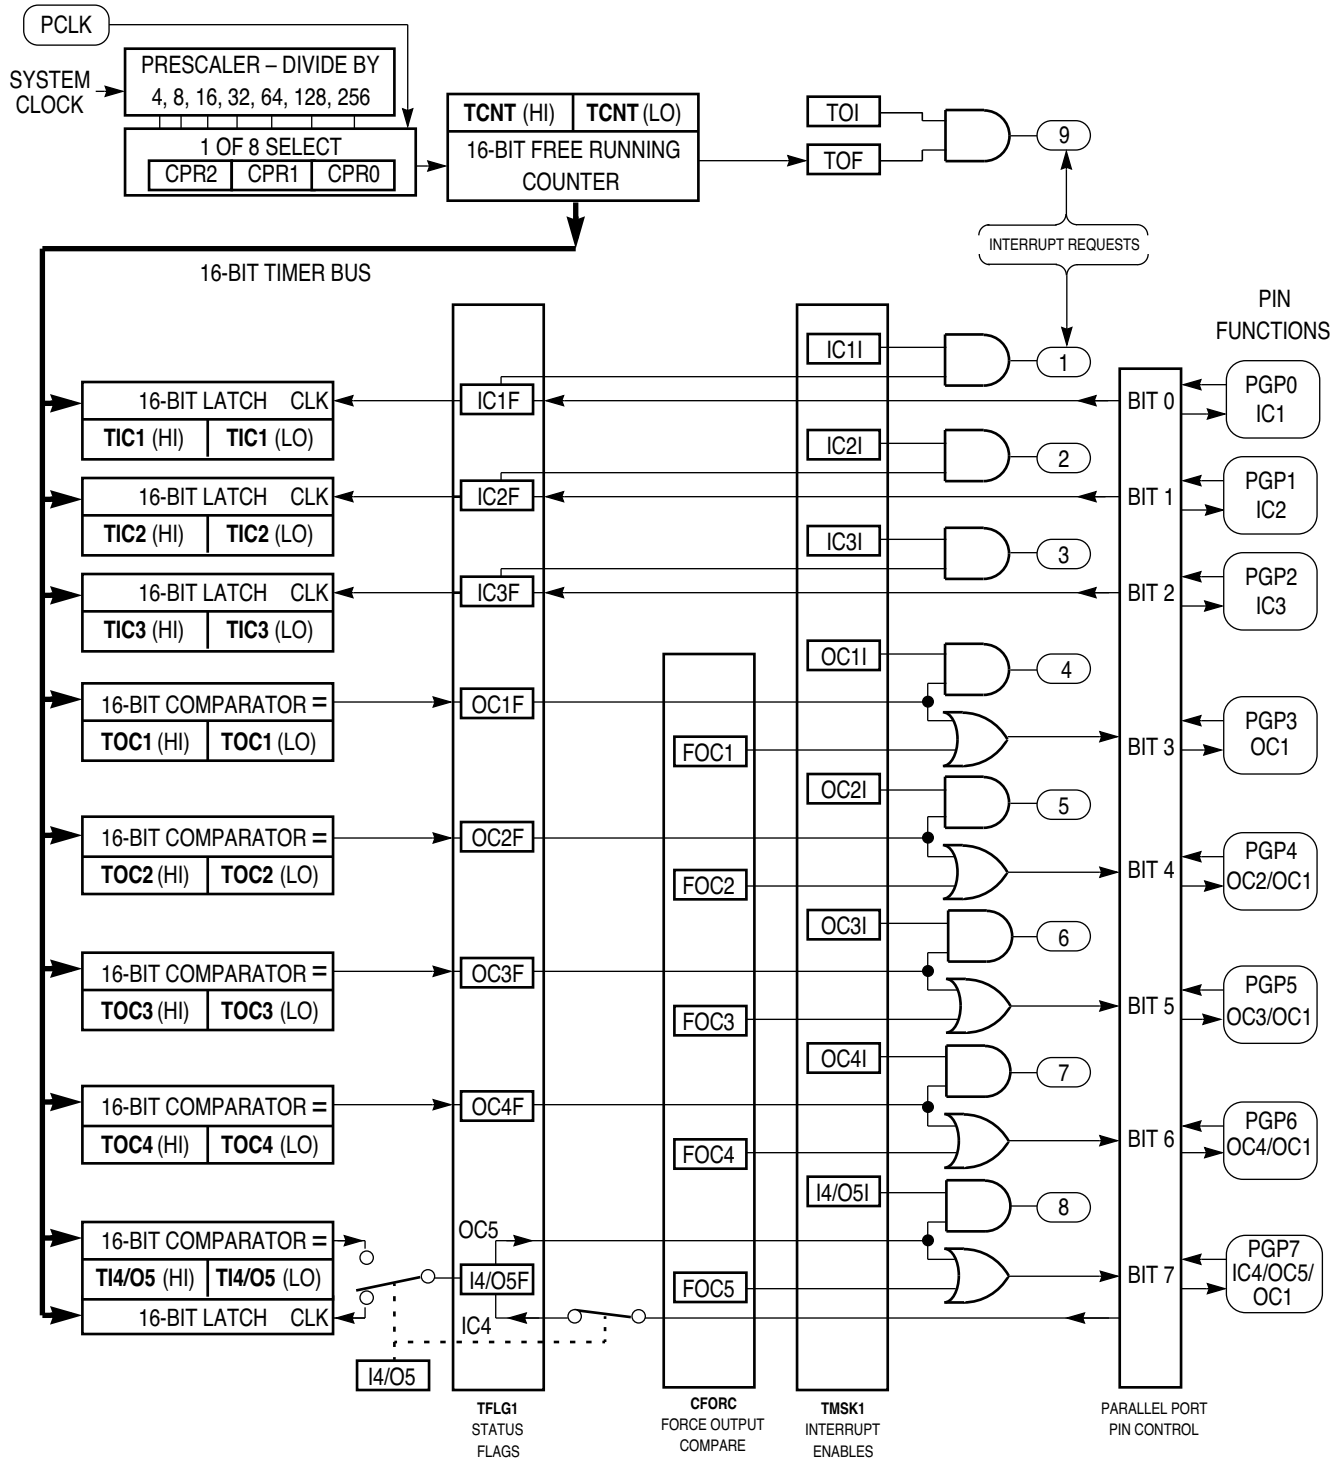 PCLK
SYSTEM
CLOCK
PRESCALER – DIVIDE BY
4, 8, 16, 32, 64, 128, 256
1 OF 8 SELECT
CPR2 CPR1 CPR0
TCNT (HI) TCNT (LO)
16-BIT FREE RUNNING
COUNTER
TOI
TOF
9
INTERRUPT REQUESTS
16-BIT TIMER BUS
PIN
FUNCTIONS
IC1I
1
16-BIT LATCH CLK
TIC1 (HI) TIC1 (LO)
IC1F
BIT 0
PGP0
IC1
IC2I
2
16-BIT LATCH CLK
TIC2 (HI) TIC2 (LO)
IC2F
BIT 1
PGP1
IC2
IC3I
3
16-BIT LATCH CLK
TIC3 (HI) TIC3 (LO)
IC3F
BIT 2
PGP2
IC3
OC1I
4
16-BIT COMPARATOR =
TOC1 (HI) TOC1 (LO)
OC1F
FOC1
BIT 3
PGP3
OC1
OC2I
5
16-BIT COMPARATOR =
TOC2 (HI) TOC2 (LO)
OC2F
FOC2
BIT 4
PGP4
OC2/OC1
OC3I
6
16-BIT COMPARATOR =
TOC3 (HI) TOC3 (LO)
OC3F
FOC3
BIT 5
PGP5
OC3/OC1
OC4I
7
16-BIT COMPARATOR =
TOC4 (HI) TOC4 (LO)
OC4F
FOC4
BIT 6
PGP6
OC4/OC1
I4/O5I
8
16-BIT COMPARATOR =
TI4/O5 (HI) TI4/O5 (LO)
16-BIT LATCH CLK
OC5
I4/O5F
IC4
FOC5
BIT 7
PGP7
IC4/OC5/
OC1
I4/O5
TFLG1
STATUS
FLAGS
CFORC
FORCE OUTPUT
COMPARE
TMSK1
INTERRUPT
ENABLES
PARALLEL PORT
PIN CONTROL